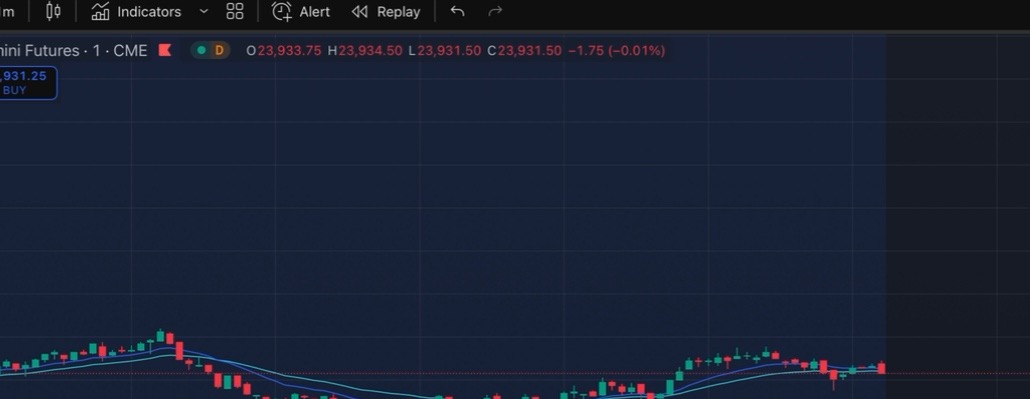 m Indicators Alert Replay
nini Futures · 1 · CME D O23,933.75 H23,934.50 L23,931.50 C23,931.50 −1.75 (−0.01%)
,931.25
BUY